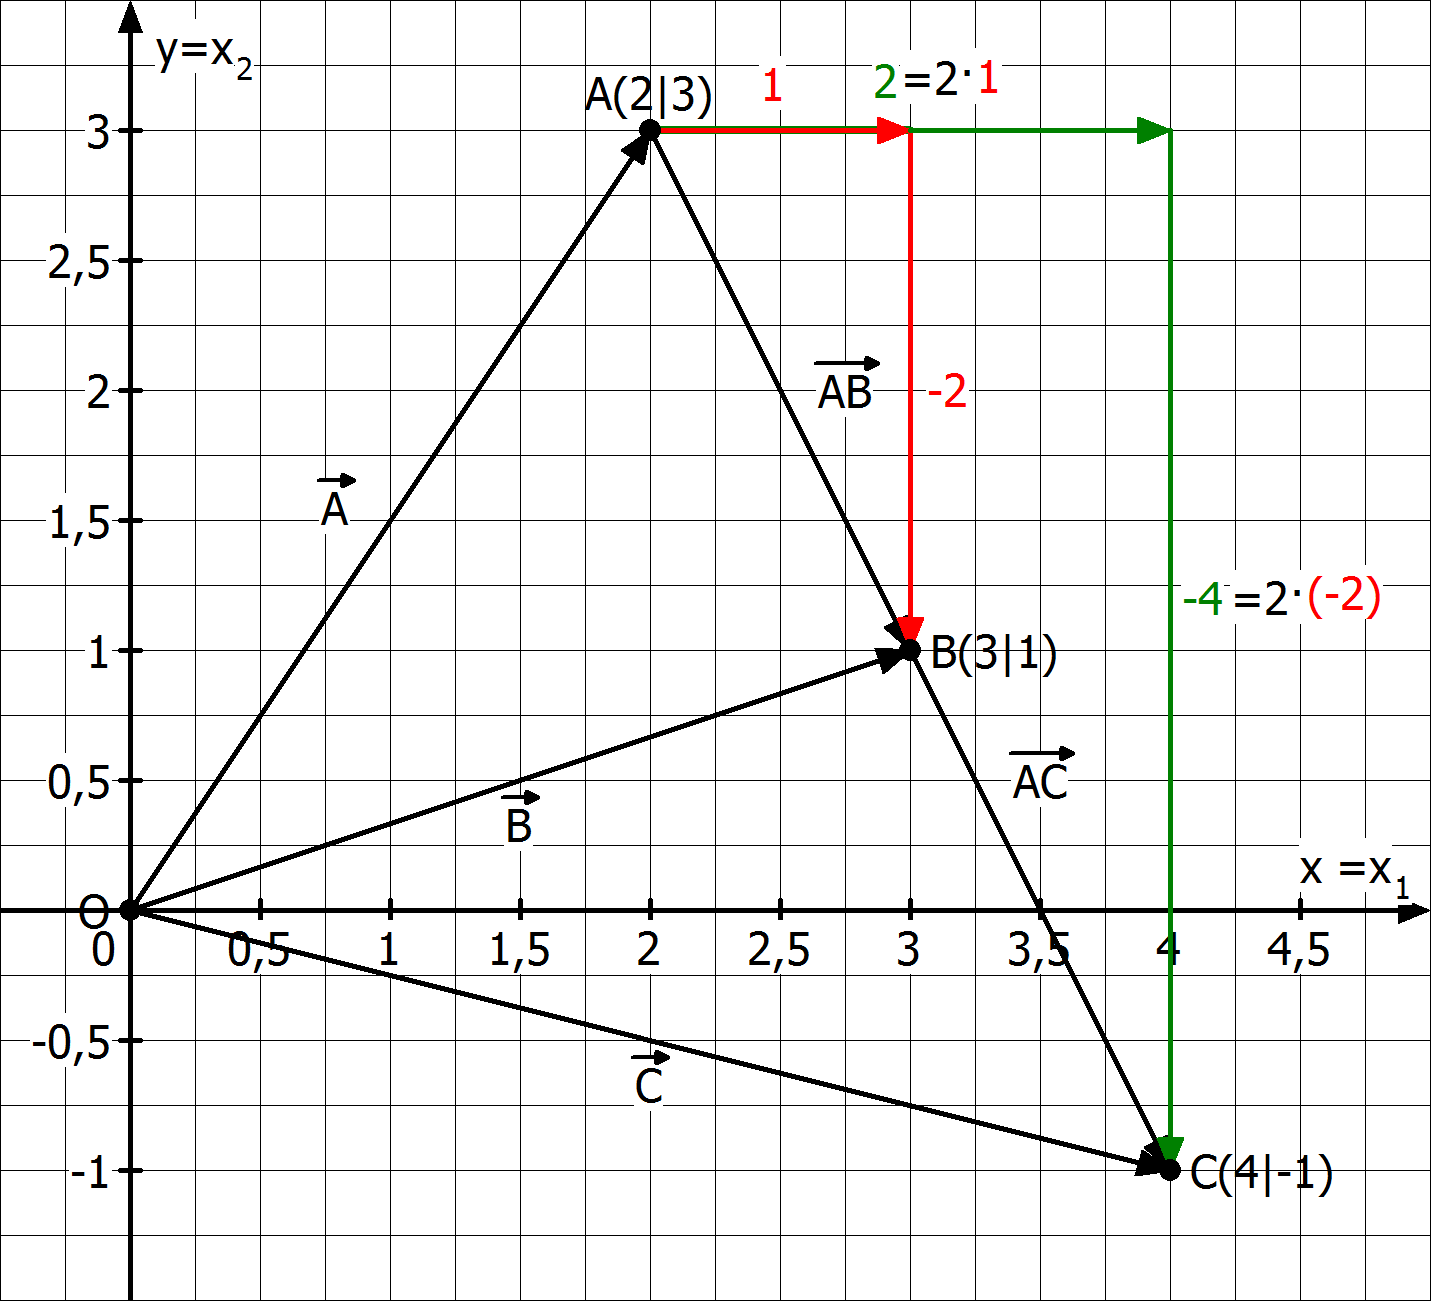 y=x₂
A(2|3)
1
2=2·1
3
2,5
AB
2
-2
A
1,5
-4=2·(-2)
1
B(3|1)
AC
0,5
B
x =x₁
O
0
0,5
1
1,5
2
2,5
3
3,5
4
4,5
-0,5
C
-1
C(4|-1)